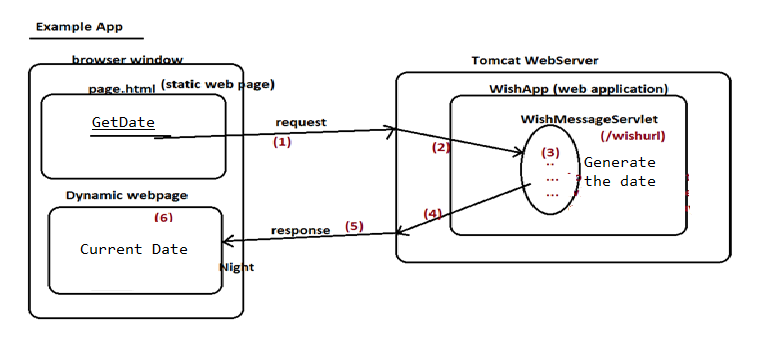 Example App
browser window
page.html (static web page)
GetDate
Dynamic webpage
(6)
Current Date
Night
request
(1)
response
(5)
Tomcat WebServer
WishApp (web application)
WishMessageServlet
(/wishurl)
(2)
(3)
..
...
...
Generate
the date
(4)